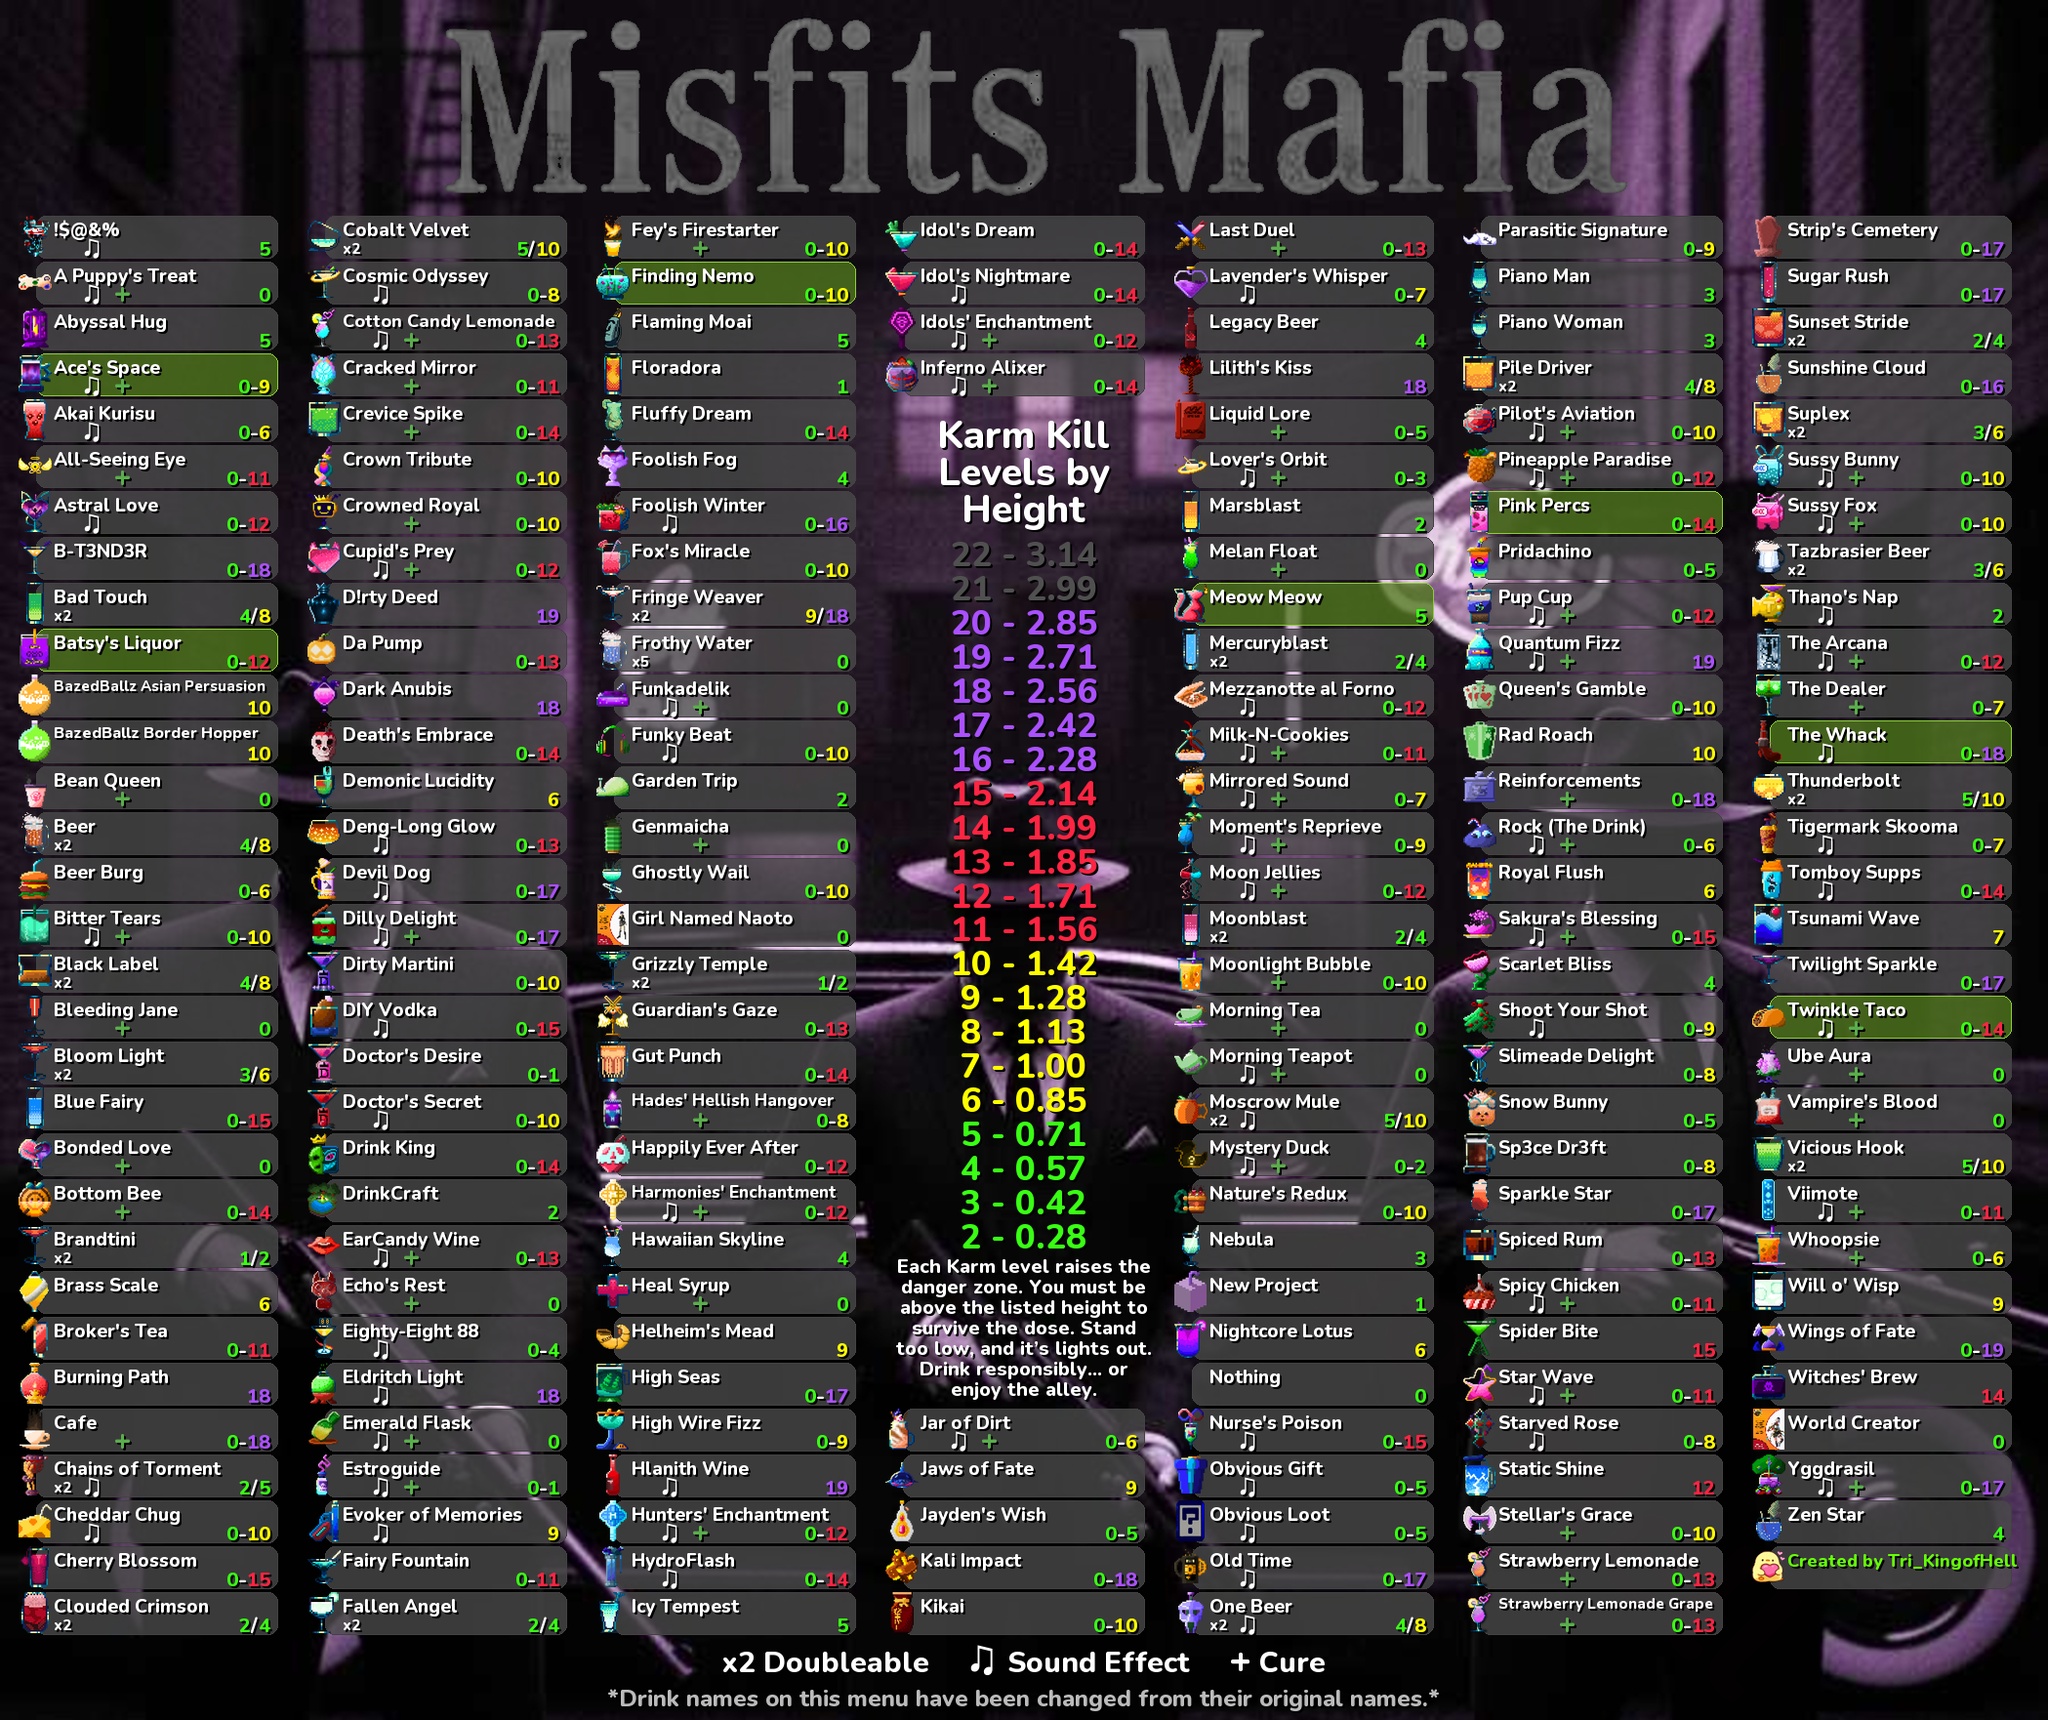 Misfits Mafia
!$@&%
♫ 5
A Puppy's Treat
♫ + 0
Abyssal Hug
5
Ace's Space
♫ + 0-9
Akai Kurisu
♫ 0-6
All-Seeing Eye
+ 0-11
Astral Love
♫ 0-12
B-T3ND3R
0-18
Bad Touch
x2 4/8
Batsy's Liquor
0-12
BazedBallz Asian Persuasion
10
BazedBallz Border Hopper
10
Bean Queen
+ 0
Beer
x2 4/8
Beer Burg
0-6
Bitter Tears
♫ + 0-10
Black Label
x2 4/8
Bleeding Jane
+ 0
Bloom Light
x2 3/6
Blue Fairy
0-15
Bonded Love
+ 0
Bottom Bee
+ 0-14
Brandtini
x2 1/2
Brass Scale
6
Broker's Tea
0-11
Burning Path
18
Cafe
+ 0-18
Chains of Torment
x2 ♫ 2/5
Cheddar Chug
♫ 0-10
Cherry Blossom
0-15
Clouded Crimson
x2 2/4
Cobalt Velvet
x2 5/10
Cosmic Odyssey
♫ 0-8
Cotton Candy Lemonade
♫ + 0-13
Cracked Mirror
+ 0-11
Crevice Spike
+ 0-14
Crown Tribute
0-10
Crowned Royal
+ 0-10
Cupid's Prey
♫ + 0-12
D!rty Deed
19
Da Pump
0-13
Dark Anubis
18
Death's Embrace
0-14
Demonic Lucidity
6
Deng-Long Glow
♫ 0-13
Devil Dog
♫ 0-17
Dilly Delight
♫ + 0-17
Dirty Martini
0-10
DIY Vodka
♫ 0-15
Doctor's Desire
0-1
Doctor's Secret
♫ 0-10
Drink King
0-14
DrinkCraft
2
EarCandy Wine
♫ + 0-13
Echo's Rest
+ 0
Eighty-Eight 88
♫ 0-4
Eldritch Light
♫ 18
Emerald Flask
♫ + 0
Estroguide
♫ + 0-1
Evoker of Memories
9
Fairy Fountain
0-11
Fallen Angel
x2 2/4
Fey's Firestarter
+ 0-10
Finding Nemo
0-10
Flaming Moai
5
Floradora
1
Fluffy Dream
0-14
Foolish Fog
4
Foolish Winter
♫ 0-16
Fox's Miracle
0-10
Fringe Weaver
x2 9/18
Frothy Water
x5 0
Funkadelik
♫ + 0
Funky Beat
♫ 0-10
Garden Trip
2
Genmaicha
+ 0
Ghostly Wail
0-10
Girl Named Naoto
0
Grizzly Temple
x2 1/2
Guardian's Gaze
0-13
Gut Punch
0-14
Hades' Hellish Hangover
+ 0-8
Happily Ever After
0-12
Harmonies' Enchantment
♫ + 0-12
Hawaiian Skyline
4
Heal Syrup
+ 0
Helheim's Mead
9
High Seas
0-17
High Wire Fizz
0-9
Hlanith Wine
19
Hunters' Enchantment
♫ + 0-12
HydroFlash
♫ 0-14
Icy Tempest
5
Idol's Dream
0-14
Idol's Nightmare
♫ 0-14
Idols' Enchantment
♫ + 0-12
Inferno Alixer
♫ + 0-14
Karm Kill
Levels by
Height
22 - 3.14
21 - 2.99
20 - 2.85
19 - 2.71
18 - 2.56
17 - 2.42
16 - 2.28
15 - 2.14
14 - 1.99
13 - 1.85
12 - 1.71
11 - 1.56
10 - 1.42
9 - 1.28
8 - 1.13
7 - 1.00
6 - 0.85
5 - 0.71
4 - 0.57
3 - 0.42
2 - 0.28
Each Karm level raises the
danger zone. You must be
above the listed height to
survive the dose. Stand
too low, and it's lights out.
Drink responsibly... or
enjoy the alley.
Jar of Dirt
♫ + 0-6
Jaws of Fate
9
Jayden's Wish
0-5
Kali Impact
0-18
Kikai
0-10
Last Duel
+ 0-13
Lavender's Whisper
♫ 0-7
Legacy Beer
4
Lilith's Kiss
18
Liquid Lore
+ 0-5
Lover's Orbit
♫ + 0-3
Marsblast
2
Melan Float
+ 0
Meow Meow
5
Mercuryblast
x2 2/4
Mezzanotte al Forno
♫ 0-12
Milk-N-Cookies
♫ + 0-11
Mirrored Sound
♫ + 0-7
Moment's Reprieve
♫ + 0-9
Moon Jellies
♫ + 0-12
Moonblast
x2 2/4
Moonlight Bubble
+ 0-10
Morning Tea
+ 0
Morning Teapot
♫ + 0
Moscrow Mule
x2 ♫ 5/10
Mystery Duck
♫ + 0-2
Nature's Redux
0-10
Nebula
3
New Project
1
Nightcore Lotus
6
Nothing
0
Nurse's Poison
♫ 0-15
Obvious Gift
♫ 0-5
Obvious Loot
♫ 0-5
Old Time
♫ 0-17
One Beer
x2 ♫ 4/8
Parasitic Signature
0-9
Piano Man
3
Piano Woman
3
Pile Driver
x2 4/8
Pilot's Aviation
♫ + 0-10
Pineapple Paradise
♫ + 0-12
Pink Percs
0-14
Pridachino
0-5
Pup Cup
♫ + 0-12
Quantum Fizz
♫ + 19
Queen's Gamble
0-10
Rad Roach
10
Reinforcements
+ 0-18
Rock (The Drink)
♫ + 0-6
Royal Flush
6
Sakura's Blessing
♫ + 0-15
Scarlet Bliss
4
Shoot Your Shot
♫ 0-9
Slimeade Delight
0-8
Snow Bunny
0-5
Sp3ce Dr3ft
0-8
Sparkle Star
0-17
Spiced Rum
0-13
Spicy Chicken
♫ + 0-11
Spider Bite
15
Star Wave
♫ + 0-11
Starved Rose
♫ 0-8
Static Shine
12
Stellar's Grace
+ 0-10
Strawberry Lemonade
+ 0-13
Strawberry Lemonade Grape
+ 0-13
Strip's Cemetery
0-17
Sugar Rush
0-17
Sunset Stride
x2 2/4
Sunshine Cloud
0-16
Suplex
x2 3/6
Sussy Bunny
♫ + 0-10
Sussy Fox
♫ + 0-10
Tazbrasier Beer
x2 3/6
Thano's Nap
♫ 2
The Arcana
♫ + 0-12
The Dealer
+ 0-7
The Whack
♫ 0-18
Thunderbolt
x2 5/10
Tigermark Skooma
♫ 0-7
Tomboy Supps
♫ 0-14
Tsunami Wave
7
Twilight Sparkle
0-17
Twinkle Taco
♫ + 0-14
Ube Aura
+ 0
Vampire's Blood
+ 0
Vicious Hook
x2 5/10
Viimote
♫ + 0-11
Whoopsie
+ 0-6
Will o' Wisp
9
Wings of Fate
0-19
Witches' Brew
14
World Creator
0
Yggdrasil
♫ + 0-17
Zen Star
4
Created by Tri_KingofHell
x2 Doubleable ♫ Sound Effect + Cure
*Drink names on this menu have been changed from their original names.*